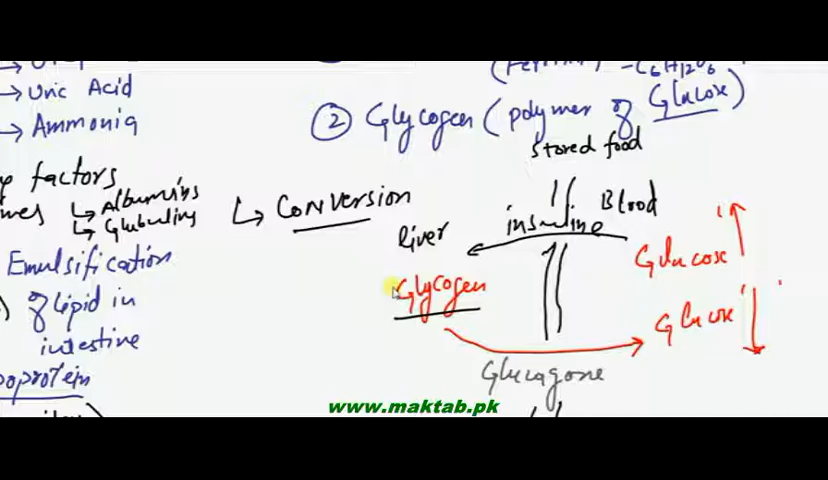 → Uric Acid
→ Ammonia
factors
↳ Albumins
↳ Globulins
Emulsification
of lipid in
intestine
↳ Conversion
C6H12O6
② Glycogen (polymer of Glucose)
Stored food
Liver
insuline
Blood
Glucose ↑
Glycogen
Glucose ↓
Glucagone
www.maktab.pk